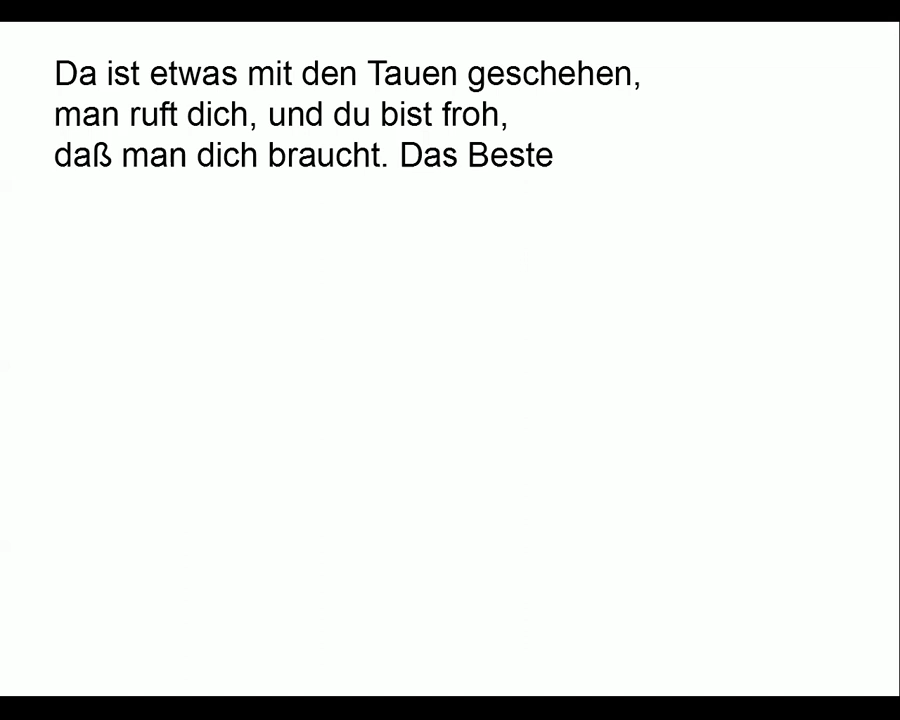 Da ist etwas mit den Tauen geschehen,
man ruft dich, und du bist froh,
daß man dich braucht. Das Beste